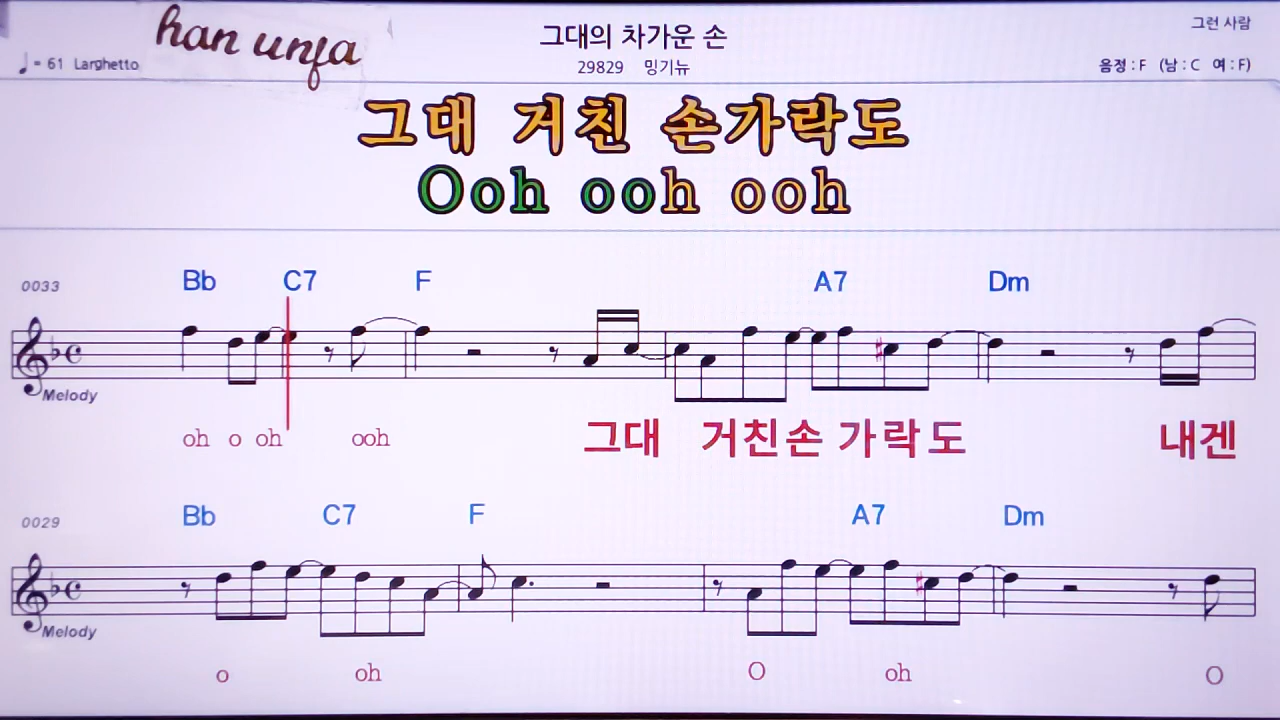 han unja
그대의 차가운 손
그런 사람
♩= 61 Larghetto
29829 밍기뉴
음정 : F (남 : C 여 : F)
그대 거친 손가락도
Ooh ooh ooh
0033 Bb C7 F A7 Dm
Melody
oh o oh ooh 그대 거친손 가락도 내겐
0029 Bb C7 F A7 Dm
Melody
o oh O oh O